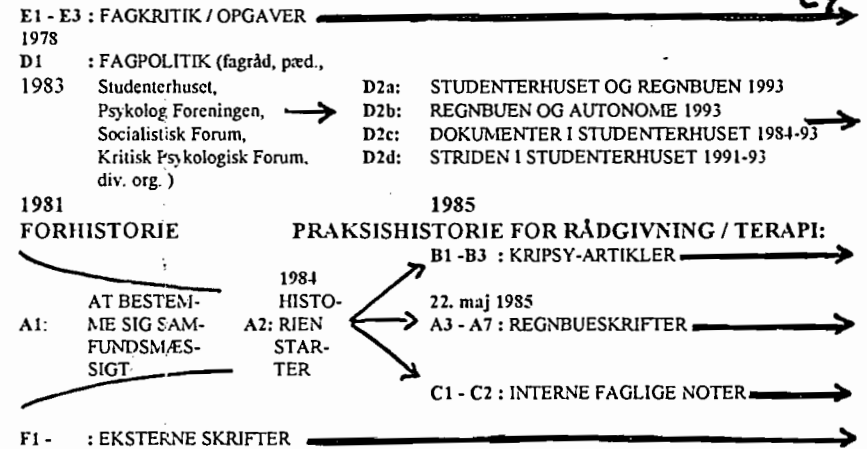 E1 - E3 : FAGKRITIK / OPGAVER
1978
D1 : FAGPOLITIK (fagråd, pæd.,
1983 Studenterhuset, D2a: STUDENTERHUSET OG REGNBUEN 1993
Psykolog Foreningen, D2b: REGNBUEN OG AUTONOME 1993
Socialistisk Forum, D2c: DOKUMENTER I STUDENTERHUSET 1984-93
Kritisk Psykologisk Forum, D2d: STRIDEN I STUDENTERHUSET 1991-93
div. org. )
1981 1985
FORHISTORIE PRAKSISHISTORIE FOR RÅDGIVNING / TERAPI:
B1 -B3 : KRIPSY-ARTIKLER
1984
AT BESTEM- HISTO- 22. maj 1985
A1: ME SIG SAM- A2: RIEN A3 - A7 : REGNBUESKRIFTER
FUNDSMÆS- STAR-
SIGT TER
C1 - C2 : INTERNE FAGLIGE NOTER
F1 - : EKSTERNE SKRIFTER